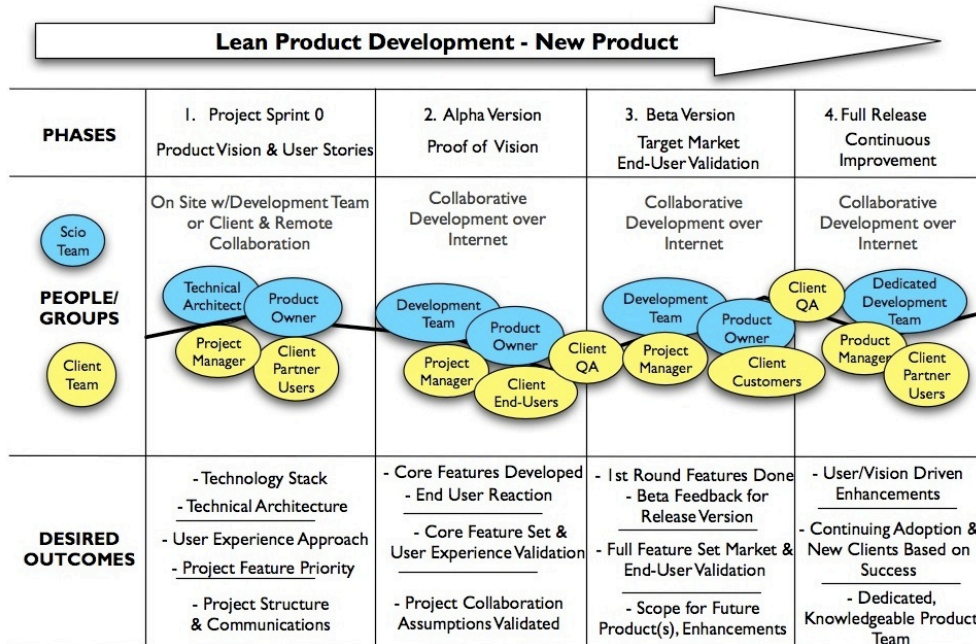 Lean Product Development - New Product
PHASES
1. Project Sprint 0
Product Vision & User Stories
2. Alpha Version
Proof of Vision
3. Beta Version
Target Market
End-User Validation
4. Full Release
Continuous
Improvement
PEOPLE/
GROUPS
Scio
Team
Client
Team
On Site w/Development Team
or Client & Remote
Collaboration
Technical
Architect
Product
Owner
Project
Manager
Client
Partner
Users
Collaborative
Development over
Internet
Development
Team
Product
Owner
Project
Manager
Client
End-Users
Client
QA
Collaborative
Development over
Internet
Development
Team
Product
Owner
Project
Manager
Client
Customers
Client
QA
Collaborative
Development over
Internet
Dedicated
Development
Team
Product
Manager
Client
Partner
Users
DESIRED
OUTCOMES
- Technology Stack
- Technical Architecture
- User Experience Approach
- Project Feature Priority
- Project Structure
& Communications
- Core Features Developed
- End User Reaction
- Core Feature Set &
User Experience Validation
- Project Collaboration
Assumptions Validated
- 1st Round Features Done
- Beta Feedback for
Release Version
- Full Feature Set Market &
End-User Validation
- Scope for Future
Product(s), Enhancements
- User/Vision Driven
Enhancements
- Continuing Adoption &
New Clients Based on
Success
- Dedicated,
Knowledgeable Product
Team